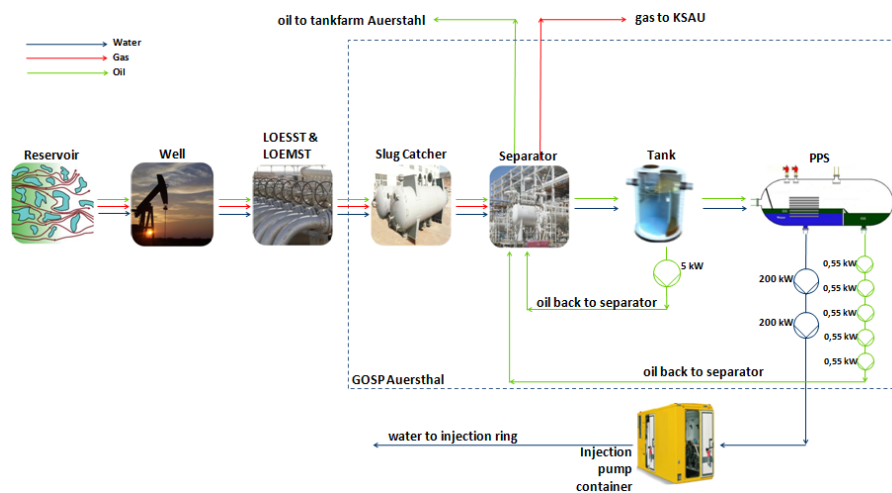 oil to tankfarm Auerstahl
gas to KSAU
Water
Gas
Oil
LOESST &
LOEMST
Reservoir
Well
Slug Catcher
Separator
Tank
PPS
5 kW
0,55 kW
200 kW
0,55 kW
oil back to separator
0,55 kW
200 kW
0,55 kW
0,55 kW
oil back to separator
GOSP Auersthal
water to injection ring
Injection
pump
container